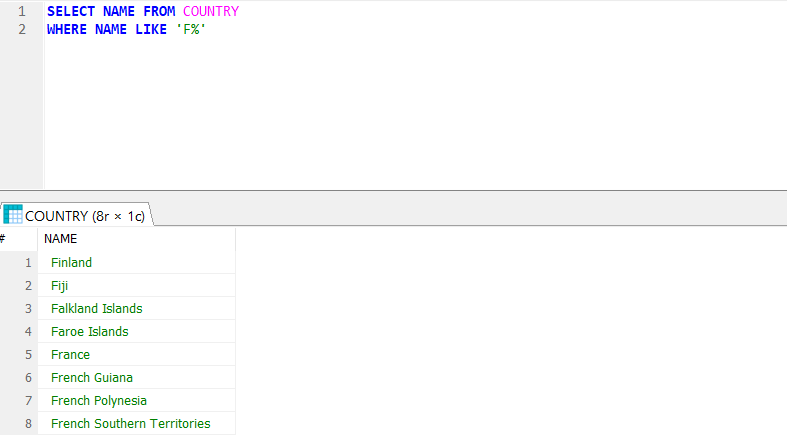 1 SELECT NAME FROM COUNTRY
2 WHERE NAME LIKE 'F%'
COUNTRY (8r × 1c)
# NAME
1 Finland
2 Fiji
3 Falkland Islands
4 Faroe Islands
5 France
6 French Guiana
7 French Polynesia
8 French Southern Territories